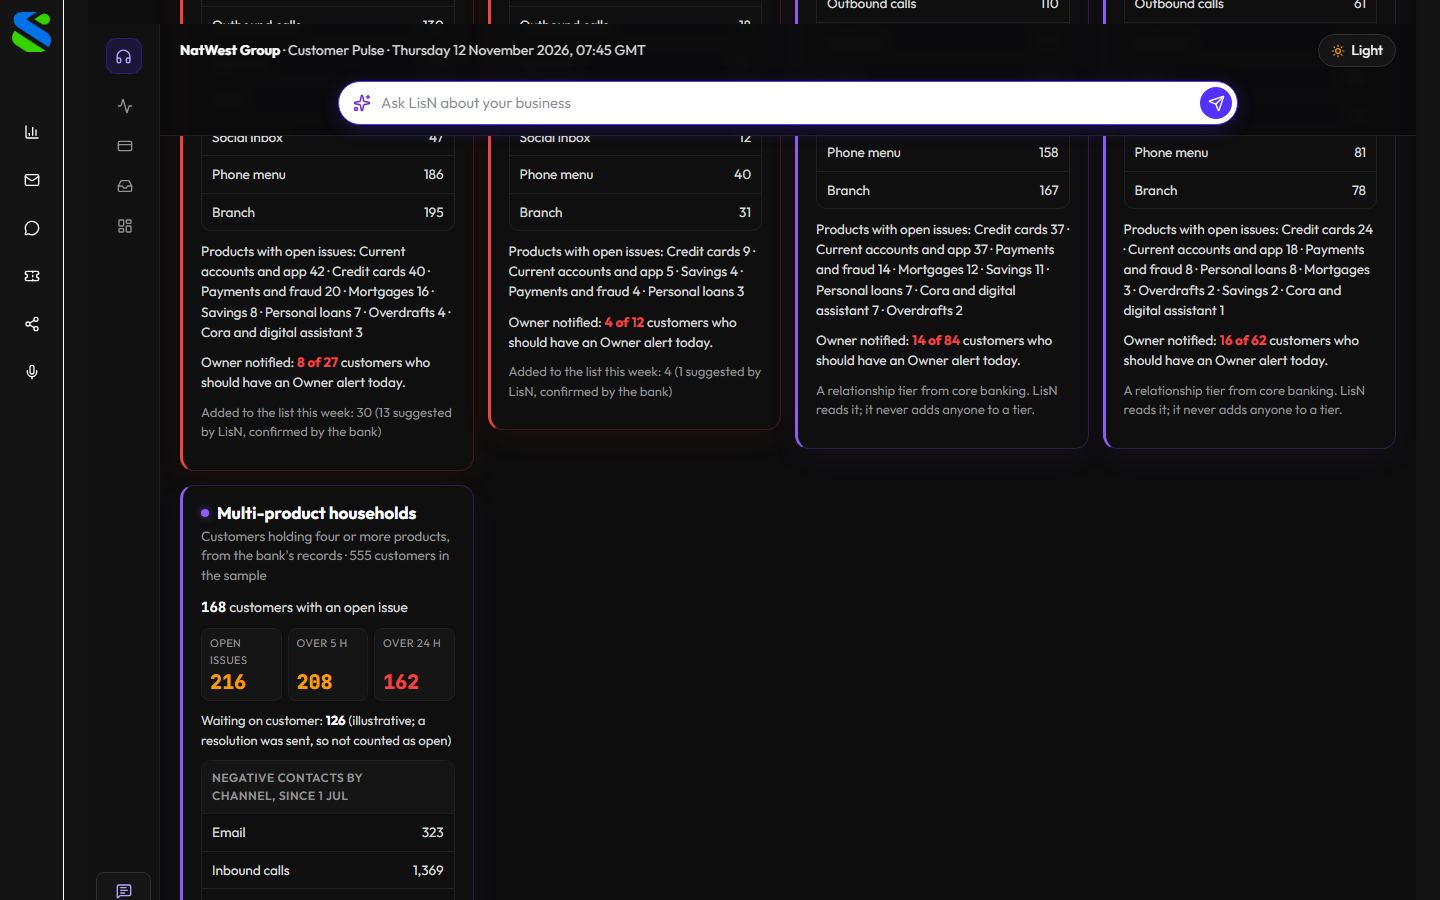 Outbound calls 110
Outbound calls 61
Outbound calls 130
Outbound calls 18
NatWest Group · Customer Pulse · Thursday 12 November 2026, 07:45 GMT
Light
Ask LisN about your business
Social inbox 47
Phone menu 186
Branch 195
Products with open issues: Current
accounts and app 42 · Credit cards 40 ·
Payments and fraud 20 · Mortgages 16 ·
Savings 8 · Personal loans 7 · Overdrafts 4 ·
Cora and digital assistant 3
Owner notified: 8 of 27 customers who
should have an Owner alert today.
Added to the list this week: 30 (13 suggested
by LisN, confirmed by the bank)
Social inbox 12
Phone menu 40
Branch 31
Products with open issues: Credit cards 9 ·
Current accounts and app 5 · Savings 4 ·
Payments and fraud 4 · Personal loans 3
Owner notified: 4 of 12 customers who
should have an Owner alert today.
Added to the list this week: 4 (1 suggested by
LisN, confirmed by the bank)
Phone menu 158
Branch 167
Products with open issues: Credit cards 37 ·
Current accounts and app 37 · Payments
and fraud 14 · Mortgages 12 · Savings 11 ·
Personal loans 7 · Cora and digital
assistant 7 · Overdrafts 2
Owner notified: 14 of 84 customers who
should have an Owner alert today.
A relationship tier from core banking. LisN
reads it; it never adds anyone to a tier.
Phone menu 81
Branch 78
Products with open issues: Credit cards 24
· Current accounts and app 18 · Payments
and fraud 8 · Personal loans 8 · Mortgages
3 · Overdrafts 2 · Savings 2 · Cora and
digital assistant 1
Owner notified: 16 of 62 customers who
should have an Owner alert today.
A relationship tier from core banking. LisN
reads it; it never adds anyone to a tier.
Multi-product households
Customers holding four or more products,
from the bank's records · 555 customers in
the sample
168 customers with an open issue
OPEN
ISSUES
216
OVER 5 H
208
OVER 24 H
162
Waiting on customer: 126 (illustrative; a
resolution was sent, so not counted as open)
NEGATIVE CONTACTS BY
CHANNEL, SINCE 1 JUL
Email 323
Inbound calls 1,369